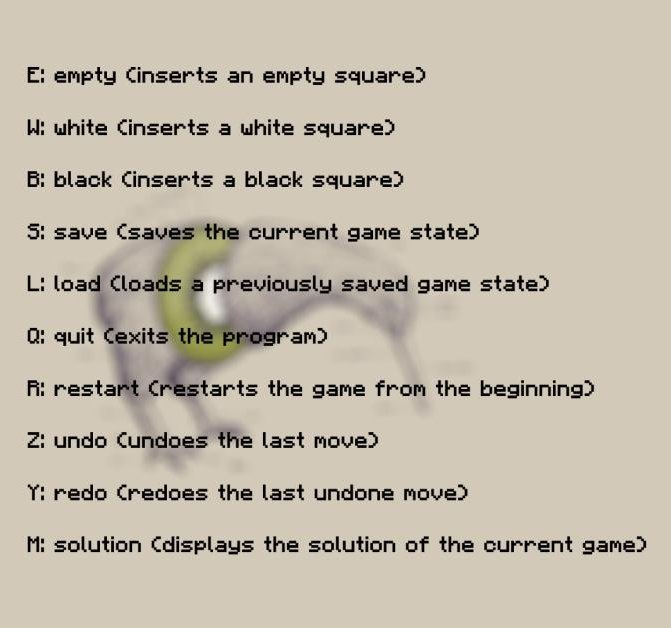 E: empty (inserts an empty square)
W: white (inserts a white square)
B: black (inserts a black square)
S: save (saves the current game state)
L: load (loads a previously saved game state)
Q: quit (exits the program)
R: restart (restarts the game from the beginning)
Z: undo (undoes the last move)
Y: redo (redoes the last undone move)
M: solution (displays the solution of the current game)